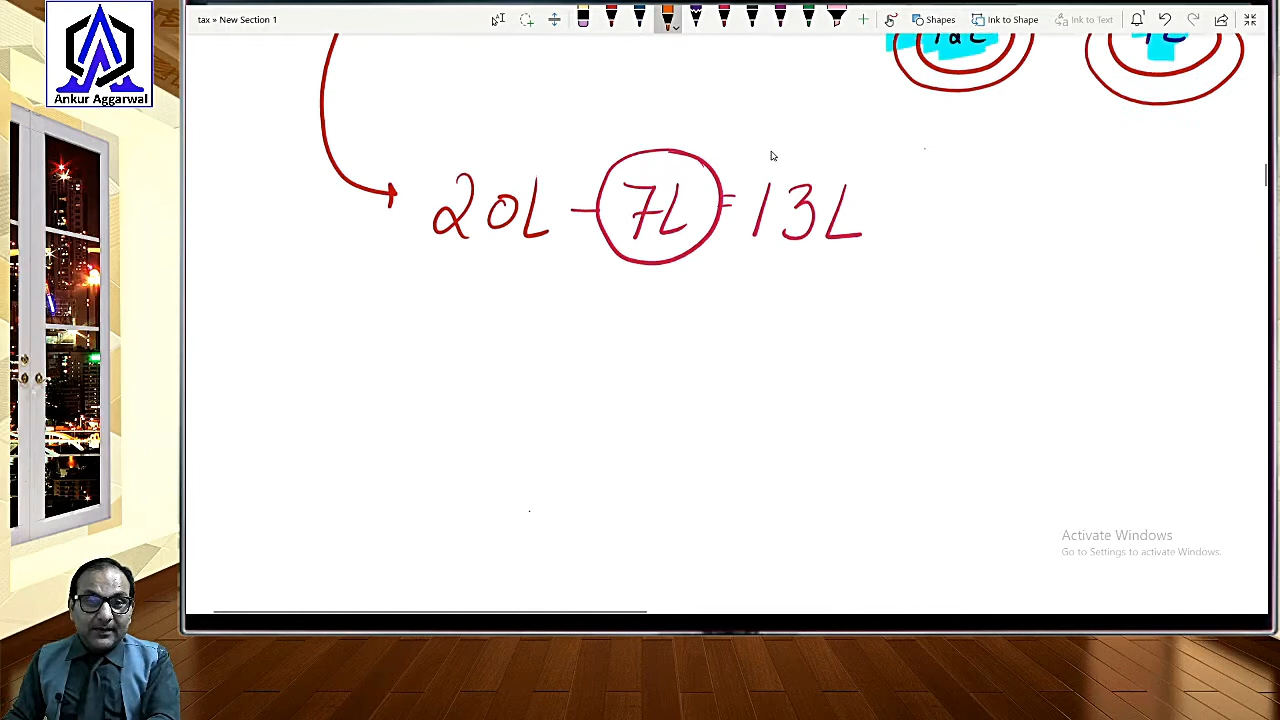 tax » New Section 1
Shapes
Ink to Shape
Ink to Text
Ankur Aggarwal
20L - 7L = 13L
Activate Windows
Go to Settings to activate Windows.